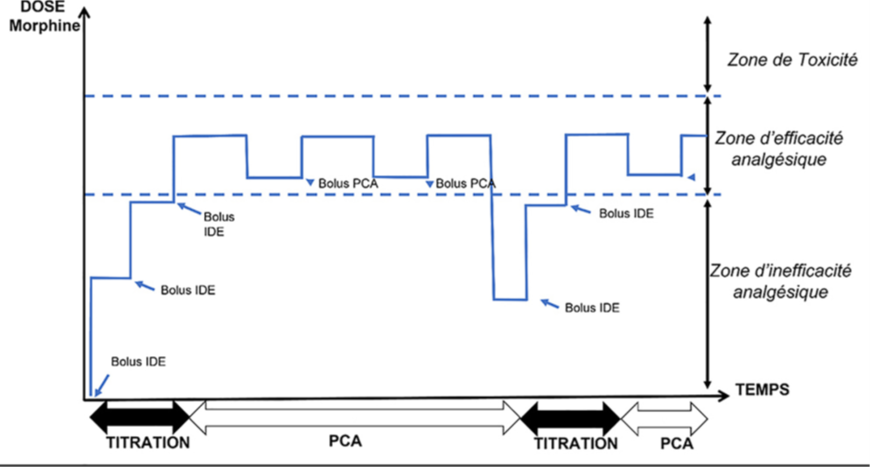 DOSE
Morphine
Zone de Toxicité
Zone d'efficacité
analgésique
Bolus PCA
Bolus PCA
Bolus
IDE
Bolus IDE
Zone d'inefficacité
analgésique
Bolus IDE
Bolus IDE
Bolus IDE
TEMPS
TITRATION
PCA
TITRATION
PCA